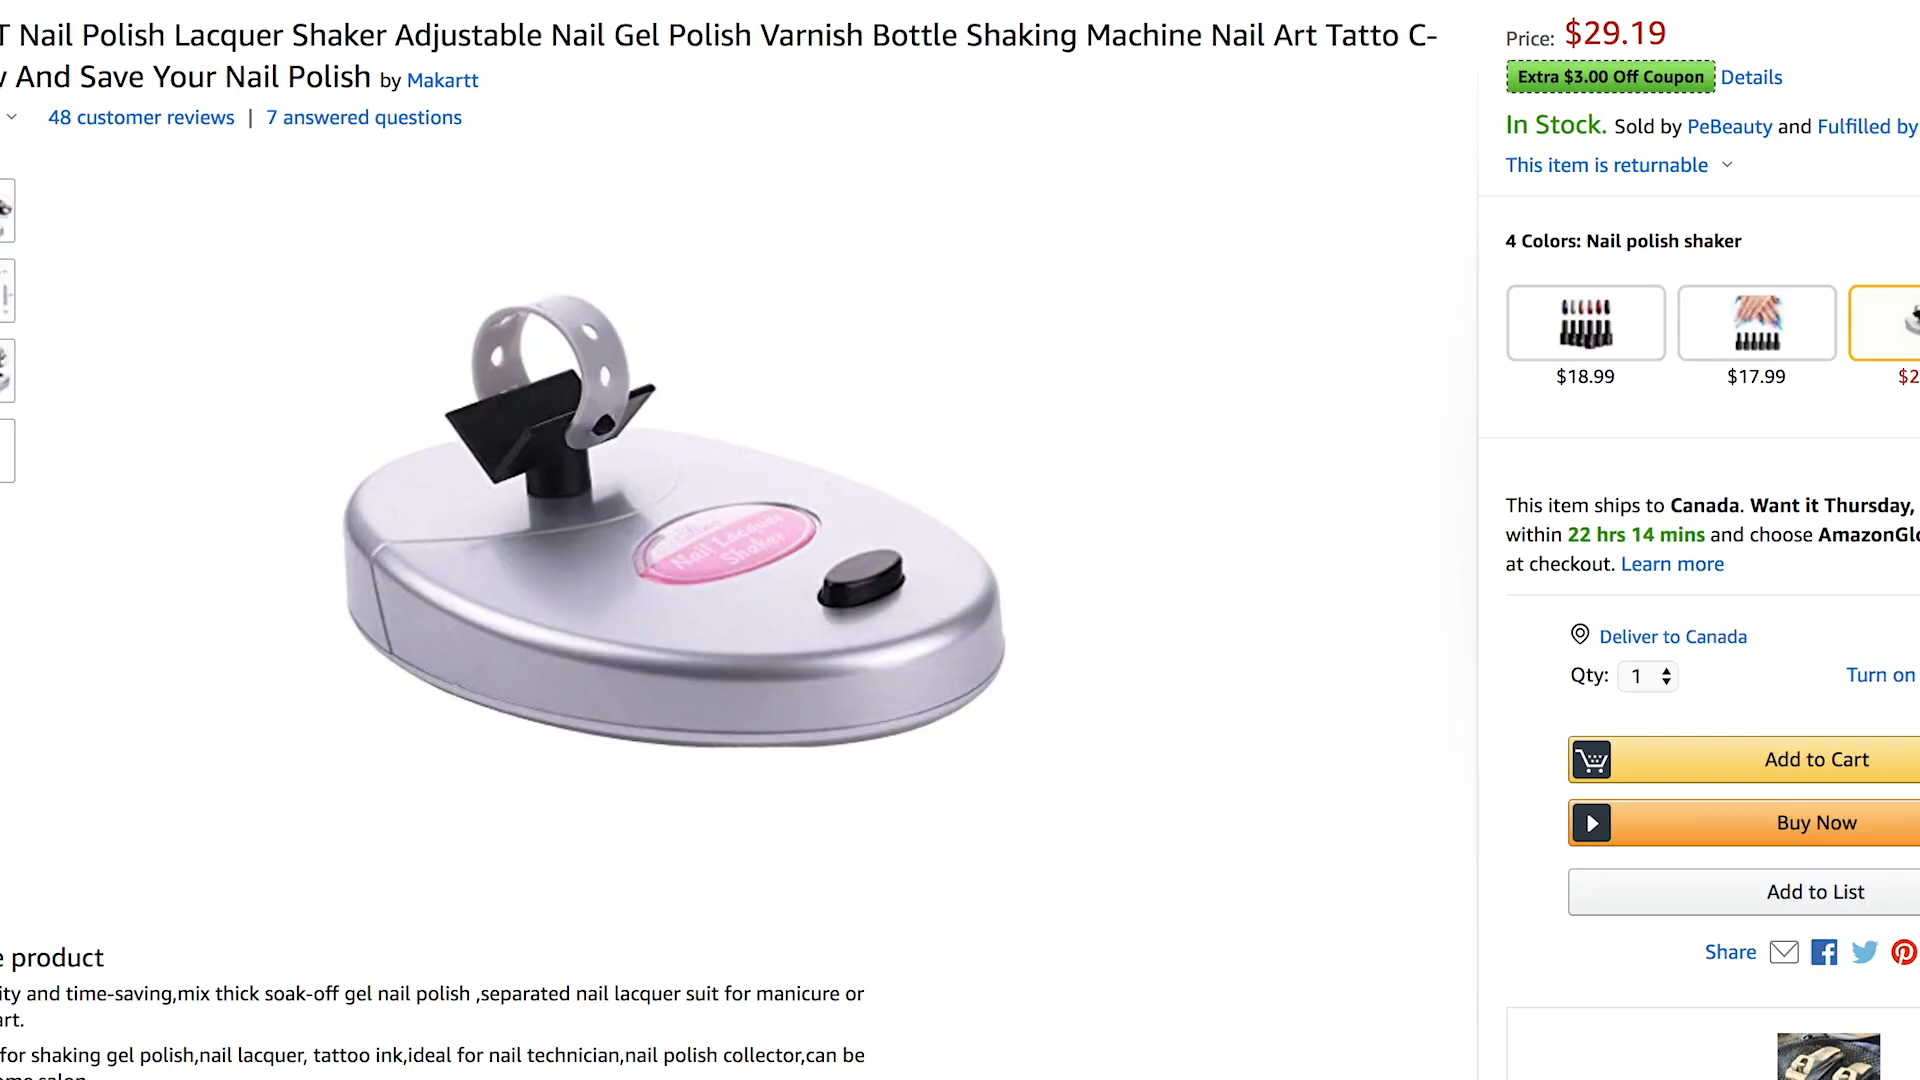 T Nail Polish Lacquer Shaker Adjustable Nail Gel Polish Varnish Bottle Shaking Machine Nail Art Tatto C-
And Save Your Nail Polish by Makartt
48 customer reviews | 7 answered questions
Nail Lacquer
Shaker
e product
ity and time-saving,mix thick soak-off gel nail polish ,separated nail lacquer suit for manicure or
art.
for shaking gel polish,nail lacquer, tattoo ink,ideal for nail technician,nail polish collector,can be
Price: $29.19
Extra $3.00 Off Coupon Details
In Stock. Sold by PeBeauty and Fulfilled by
This item is returnable
4 Colors: Nail polish shaker
$18.99 $17.99 $2
This item ships to Canada. Want it Thursday,
within 22 hrs 14 mins and choose AmazonGlo
at checkout. Learn more
Deliver to Canada
Qty: 1 Turn on
Add to Cart
Buy Now
Add to List
Share